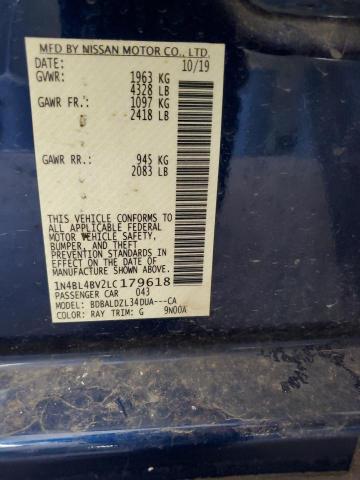 MFD BY NISSAN MOTOR CO., LTD.
DATE: 10/19
GVWR: 1963 KG
4328 LB
GAWR FR.: 1097 KG
2418 LB
GAWR RR.: 945 KG
2083 LB
THIS VEHICLE CONFORMS TO
ALL APPLICABLE FEDERAL
MOTOR VEHICLE SAFETY,
BUMPER, AND THEFT
PREVENTION STANDARDS
IN EFFECT ON THE DATE OF
MANUFACTURE SHOWN ABOVE.
1N4BL4BV2LC179618
PASSENGER CAR 043
MODEL: BDBALDZL34DUA---CA
COLOR: RAY TRIM: G 9N00A